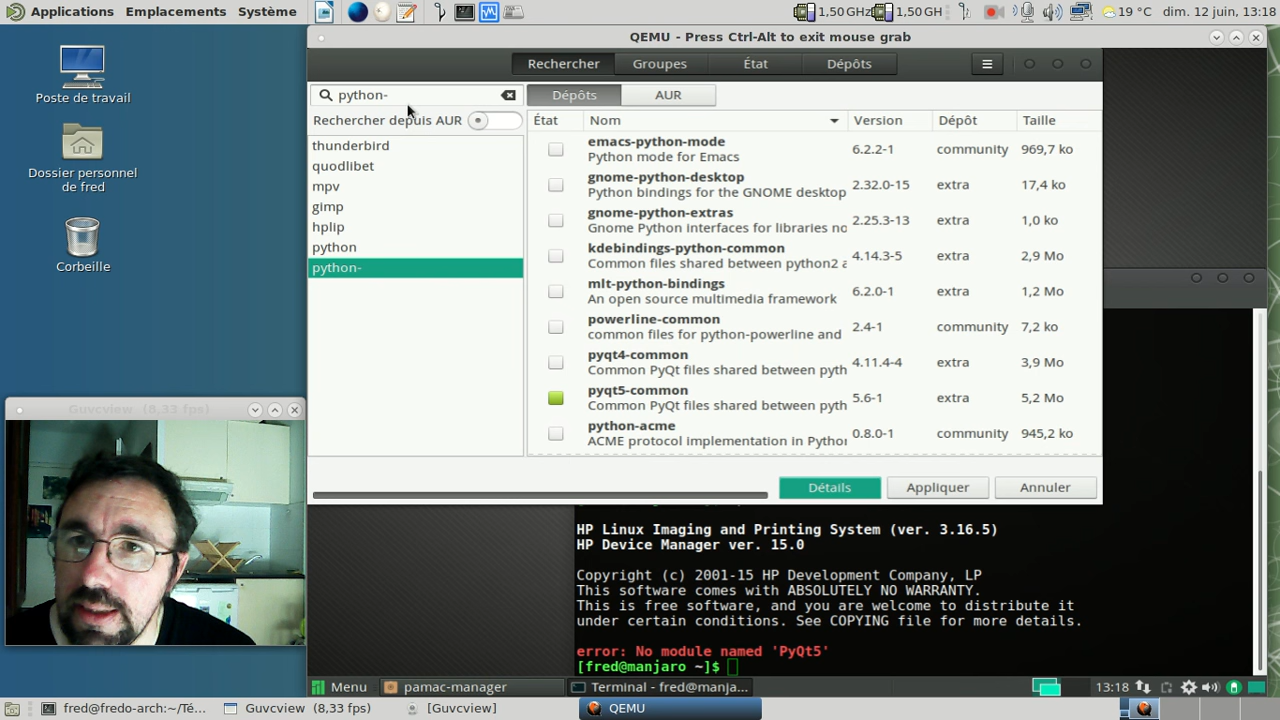 Applications Emplacements Système
1,50 GHz 1,50 GH
19 °C dim. 12 juin, 13:18
QEMU - Press Ctrl-Alt to exit mouse grab
Poste de travail
Dossier personnel
de fred
Corbeille
Rechercher Groupes État Dépôts
python-
Dépôts AUR
Rechercher depuis AUR
État Nom Version Dépôt Taille
thunderbird
quodlibet
mpv
gimp
hplip
python
python-
emacs-python-mode
Python mode for Emacs
6.2.2-1 community 969,7 ko
gnome-python-desktop
Python bindings for the GNOME desktop
2.32.0-15 extra 17,4 ko
gnome-python-extras
Gnome Python interfaces for libraries no
2.25.3-13 extra 1,0 ko
kdebindings-python-common
Common files shared between python2 a
4.14.3-5 extra 2,9 Mo
mlt-python-bindings
An open source multimedia framework
6.2.0-1 extra 1,2 Mo
powerline-common
common files for python-powerline and
2.4-1 community 7,2 ko
pyqt4-common
Common PyQt files shared between pyth
4.11.4-4 extra 3,9 Mo
pyqt5-common
Common PyQt files shared between pyth
5.6-1 extra 5,2 Mo
python-acme
ACME protocol implementation in Pytho
0.8.0-1 community 945,2 ko
Détails Appliquer Annuler
Guvcview (8,33 fps)
HP Linux Imaging and Printing System (ver. 3.16.5)
HP Device Manager ver. 15.0
Copyright (c) 2001-15 HP Development Company, LP
This software comes with ABSOLUTELY NO WARRANTY.
This is free software, and you are welcome to distribute it
under certain conditions. See COPYING file for more details.
error: No module named 'PyQt5'
[fred@manjaro ~]$
Menu pamac-manager Terminal - fred@manja... 13:18
fred@fredo-arch:~/Té... Guvcview (8,33 fps) [Guvcview] QEMU